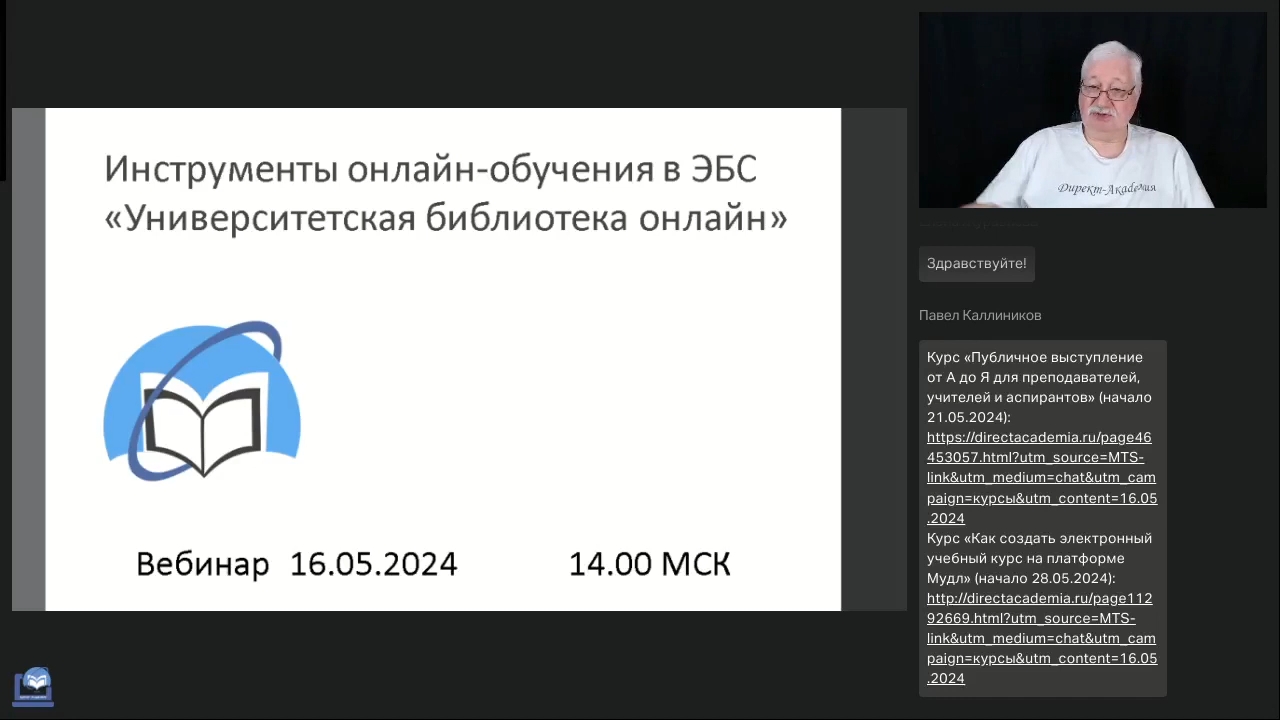 Инструменты онлайн-обучения в ЭБС
«Университетская библиотека онлайн»
Вебинар 16.05.2024 14.00 МСК
Директ-Академия
Здравствуйте!
Павел Каллиников
Курс «Публичное выступление
от А до Я для преподавателей,
учителей и аспирантов» (начало
21.05.2024):
https://directacademia.ru/page46
453057.html?utm_source=MTS-
link&utm_medium=chat&utm_cam
paign=курсы&utm_content=16.05
.2024
Курс «Как создать электронный
учебный курс на платформе
Мудл» (начало 28.05.2024):
http://directacademia.ru/page112
92669.html?utm_source=MTS-
link&utm_medium=chat&utm_cam
paign=курсы&utm_content=16.05
.2024